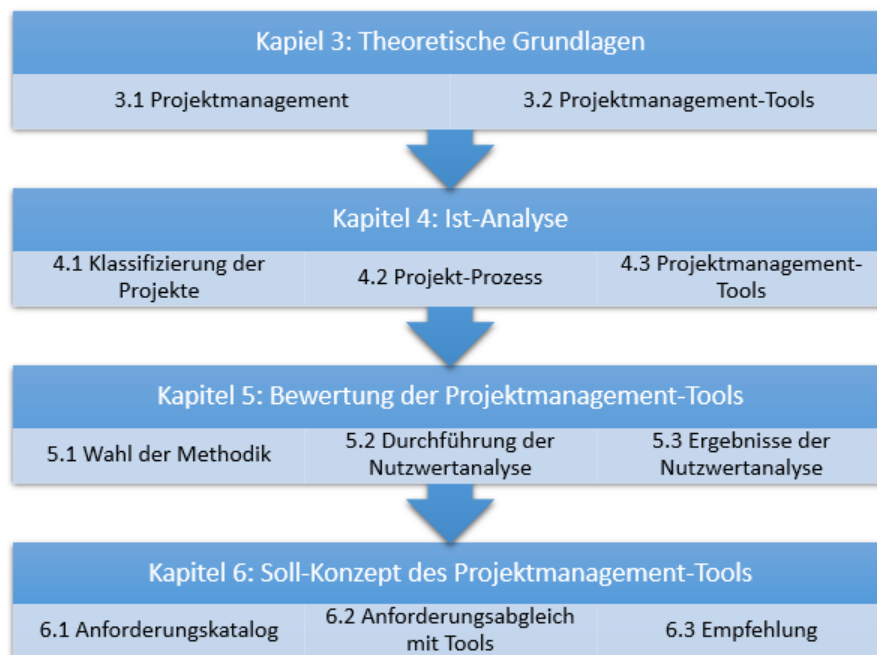 Kapiel 3: Theoretische Grundlagen
3.1 Projektmanagement
3.2 Projektmanagement-Tools
Kapitel 4: Ist-Analyse
4.1 Klassifizierung der
Projekte
4.2 Projekt-Prozess
4.3 Projektmanagement-
Tools
Kapitel 5: Bewertung der Projektmanagement-Tools
5.1 Wahl der Methodik
5.2 Durchführung der
Nutzwertanalyse
5.3 Ergebnisse der
Nutzwertanalyse
Kapitel 6: Soll-Konzept des Projektmanagement-Tools
6.1 Anforderungskatalog
6.2 Anforderungsabgleich
mit Tools
6.3 Empfehlung